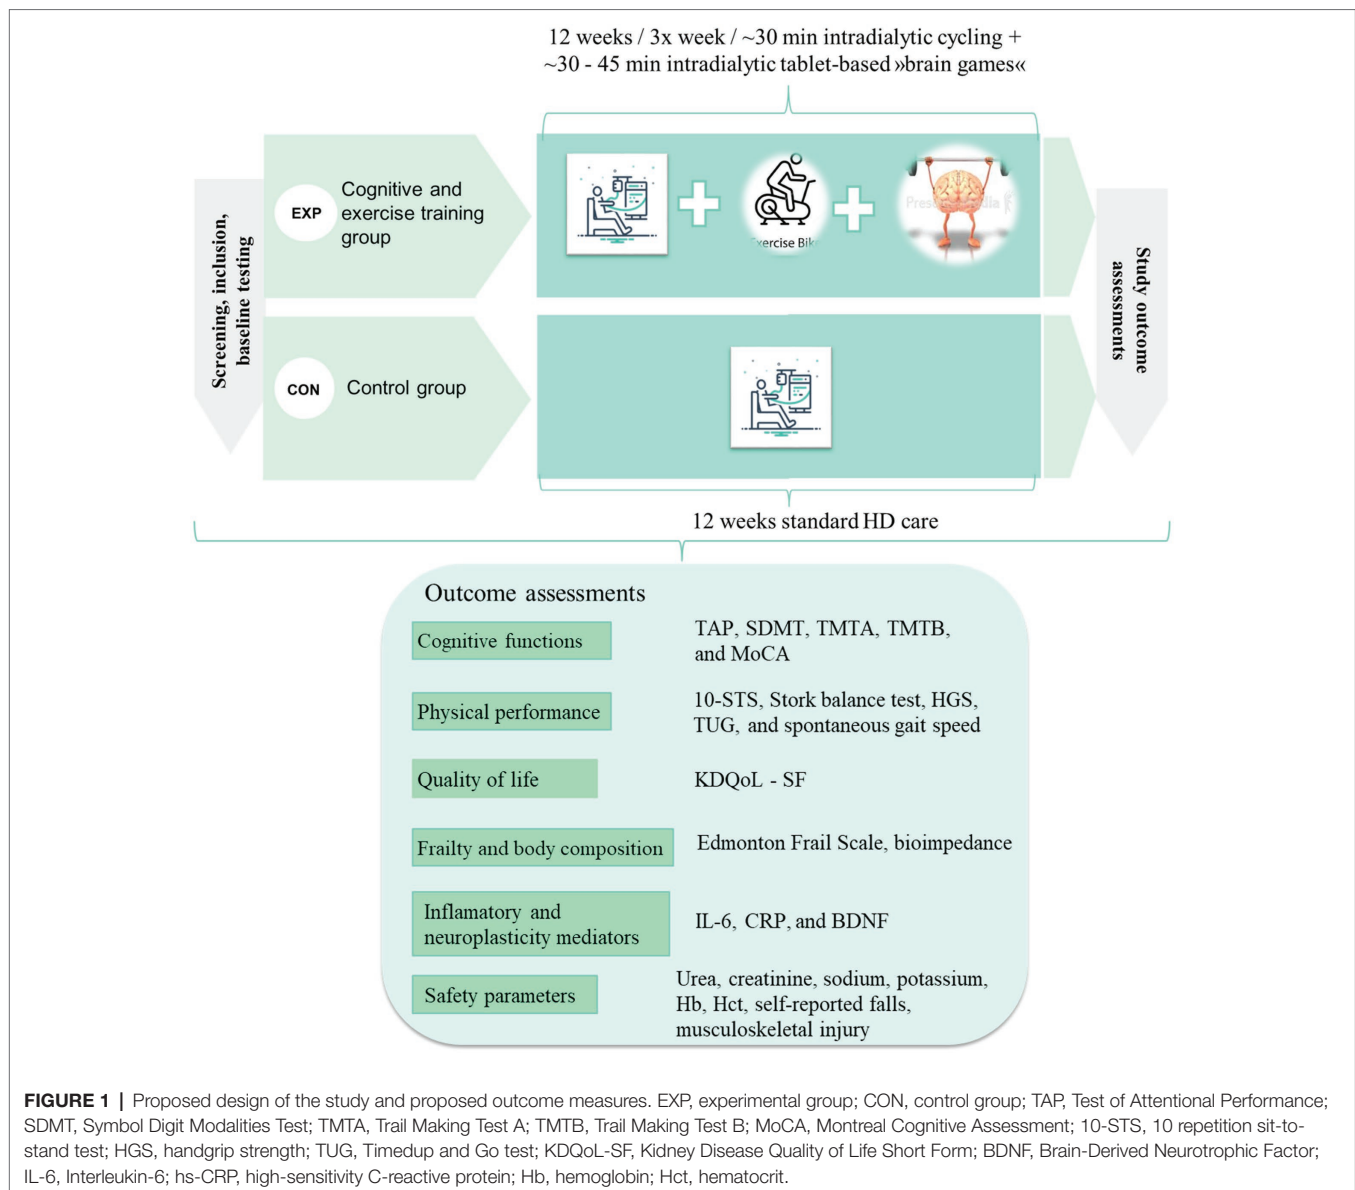 12 weeks / 3x week / ~30 min intradialytic cycling +
~30 - 45 min intradialytic tablet-based »brain games«
Screening, inclusion,
baseline testing
EXP
Cognitive and
exercise training
group
Exercise Bike
Study outcome
assessments
CON
Control group
12 weeks standard HD care
Outcome assessments
Cognitive functions
TAP, SDMT, TMTA, TMTB,
and MoCA
Physical performance
10-STS, Stork balance test, HGS,
TUG, and spontaneous gait speed
Quality of life
KDQoL - SF
Frailty and body composition
Edmonton Frail Scale, bioimpedance
Inflamatory and
neuroplasticity mediators
IL-6, CRP, and BDNF
Safety parameters
Urea, creatinine, sodium, potassium,
Hb, Hct, self-reported falls,
musculoskeletal injury
FIGURE 1 | Proposed design of the study and proposed outcome measures. EXP, experimental group; CON, control group; TAP, Test of Attentional Performance;
SDMT, Symbol Digit Modalities Test; TMTA, Trail Making Test A; TMTB, Trail Making Test B; MoCA, Montreal Cognitive Assessment; 10-STS, 10 repetition sit-to-
stand test; HGS, handgrip strength; TUG, Timedup and Go test; KDQoL-SF, Kidney Disease Quality of Life Short Form; BDNF, Brain-Derived Neurotrophic Factor;
IL-6, Interleukin-6; hs-CRP, high-sensitivity C-reactive protein; Hb, hemoglobin; Hct, hematocrit.